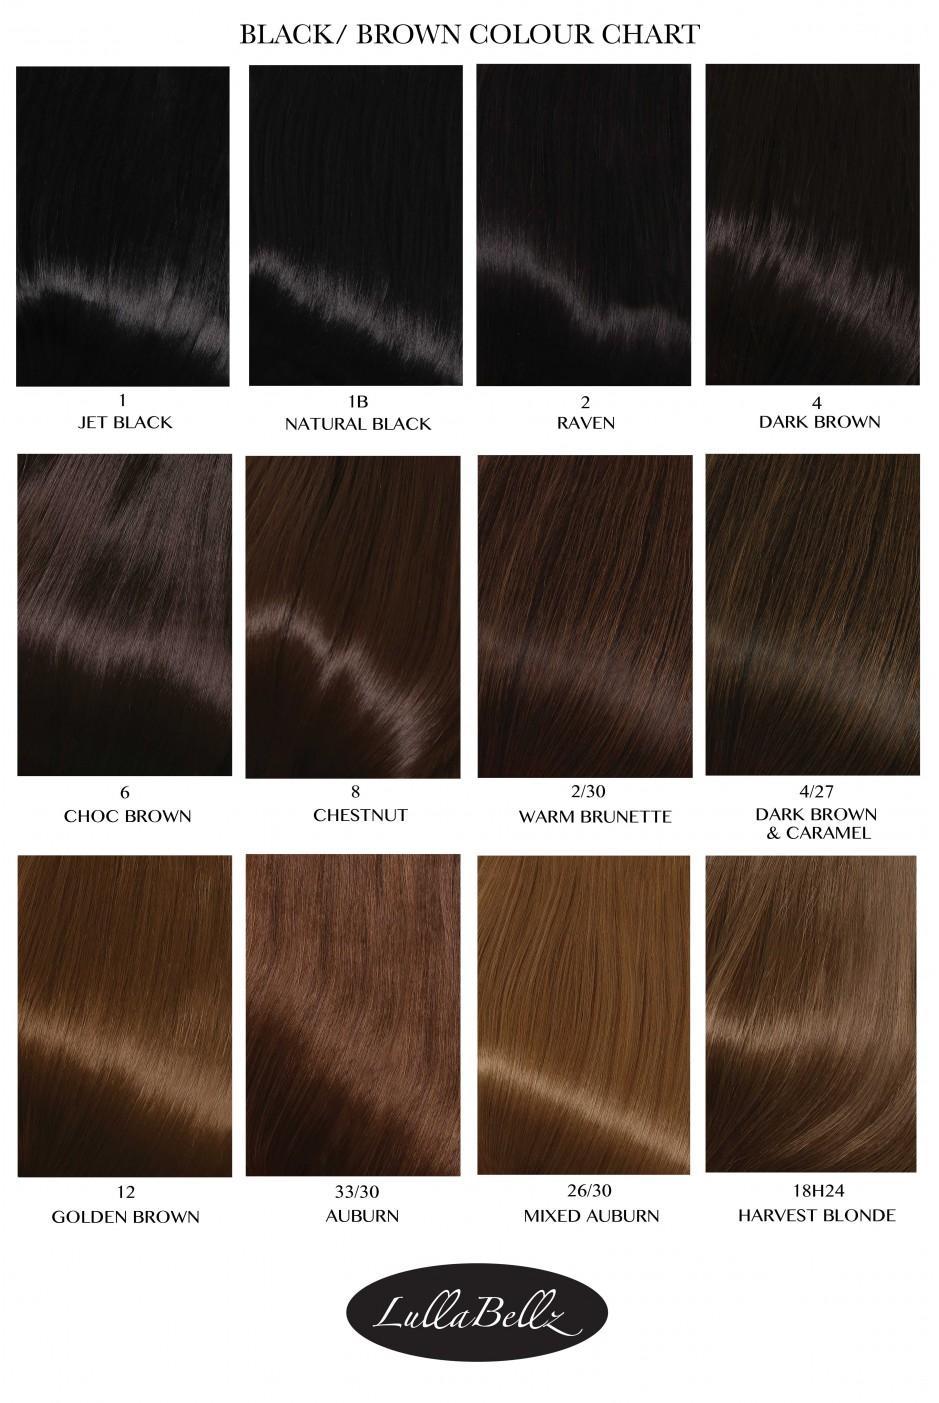 BLACK/ BROWN COLOUR CHART
1
JET BLACK
1B
NATURAL BLACK
2
RAVEN
4
DARK BROWN
6
CHOC BROWN
8
CHESTNUT
2/30
WARM BRUNETTE
4/27
DARK BROWN
& CARAMEL
12
GOLDEN BROWN
33/30
AUBURN
26/30
MIXED AUBURN
18H24
HARVEST BLONDE
LullaBellz